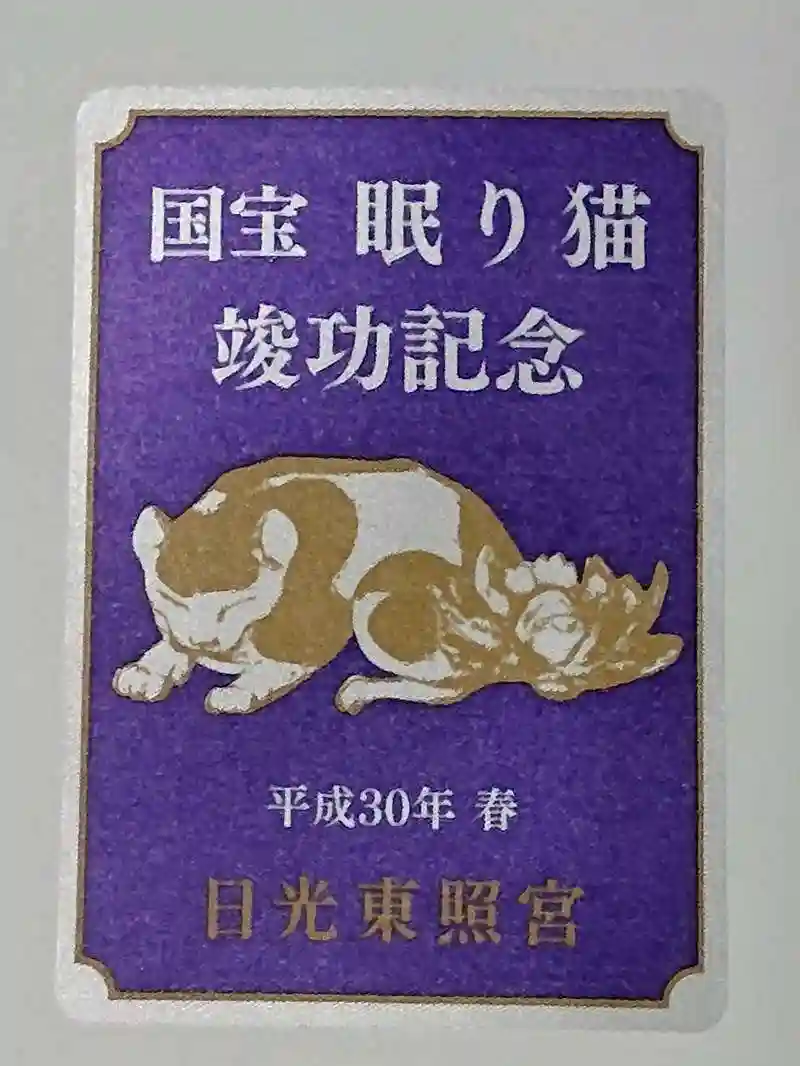 国宝 眠り猫
竣功記念
平成30年 春
日光東照宮